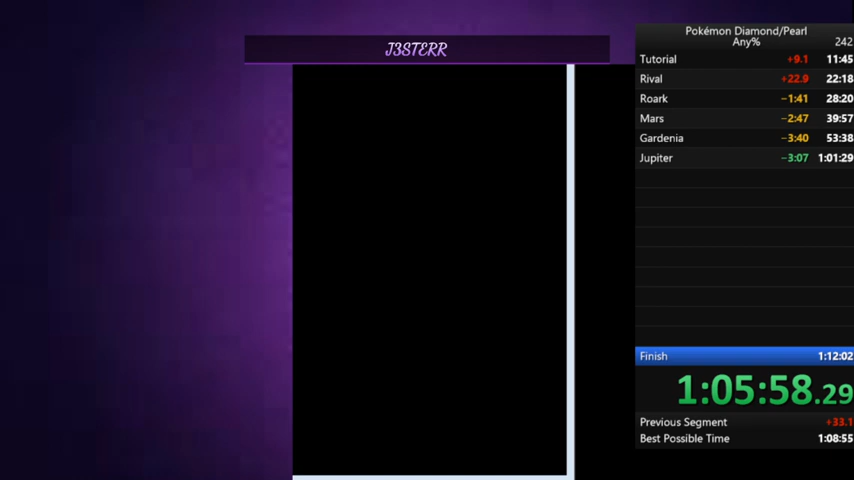 J3STERR
Pokémon Diamond/Pearl
Any% 242
Tutorial +9.1 11:45
Rival +22.9 22:18
Roark −1:41 28:20
Mars −2:47 39:57
Gardenia −3:40 53:38
Jupiter −3:07 1:01:29
Finish 1:12:02
1:05:58.29
Previous Segment +33.1
Best Possible Time 1:08:55